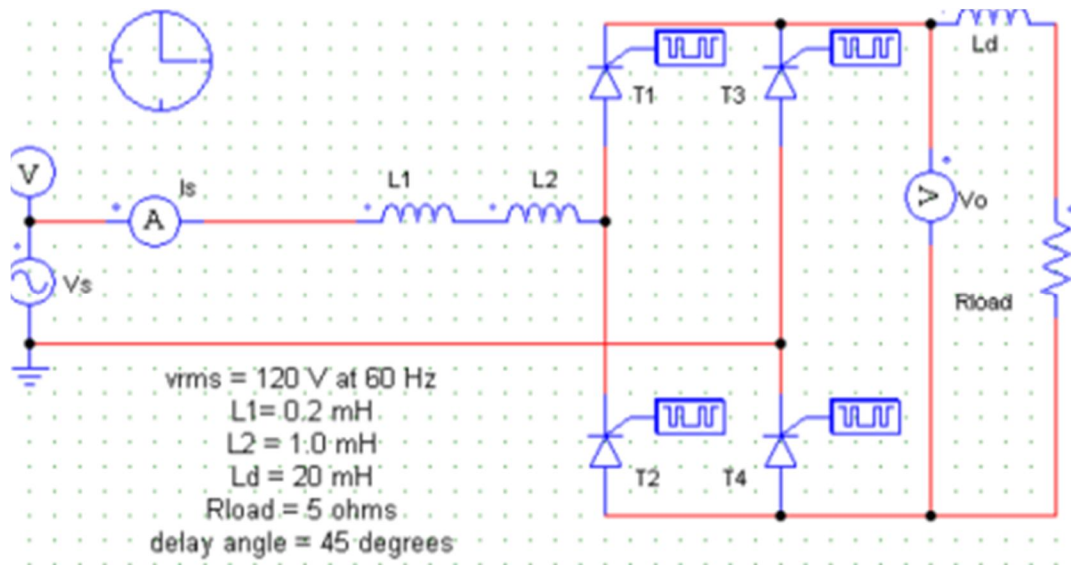 Ld
T1
T3
V
Is
L1
L2
A
V
Vo
Vs
Rload
vrms = 120 V at 60 Hz
L1= 0.2 mH
L2 = 1.0 mH
Ld = 20 mH
Rload = 5 ohms
delay angle = 45 degrees
T2
T4